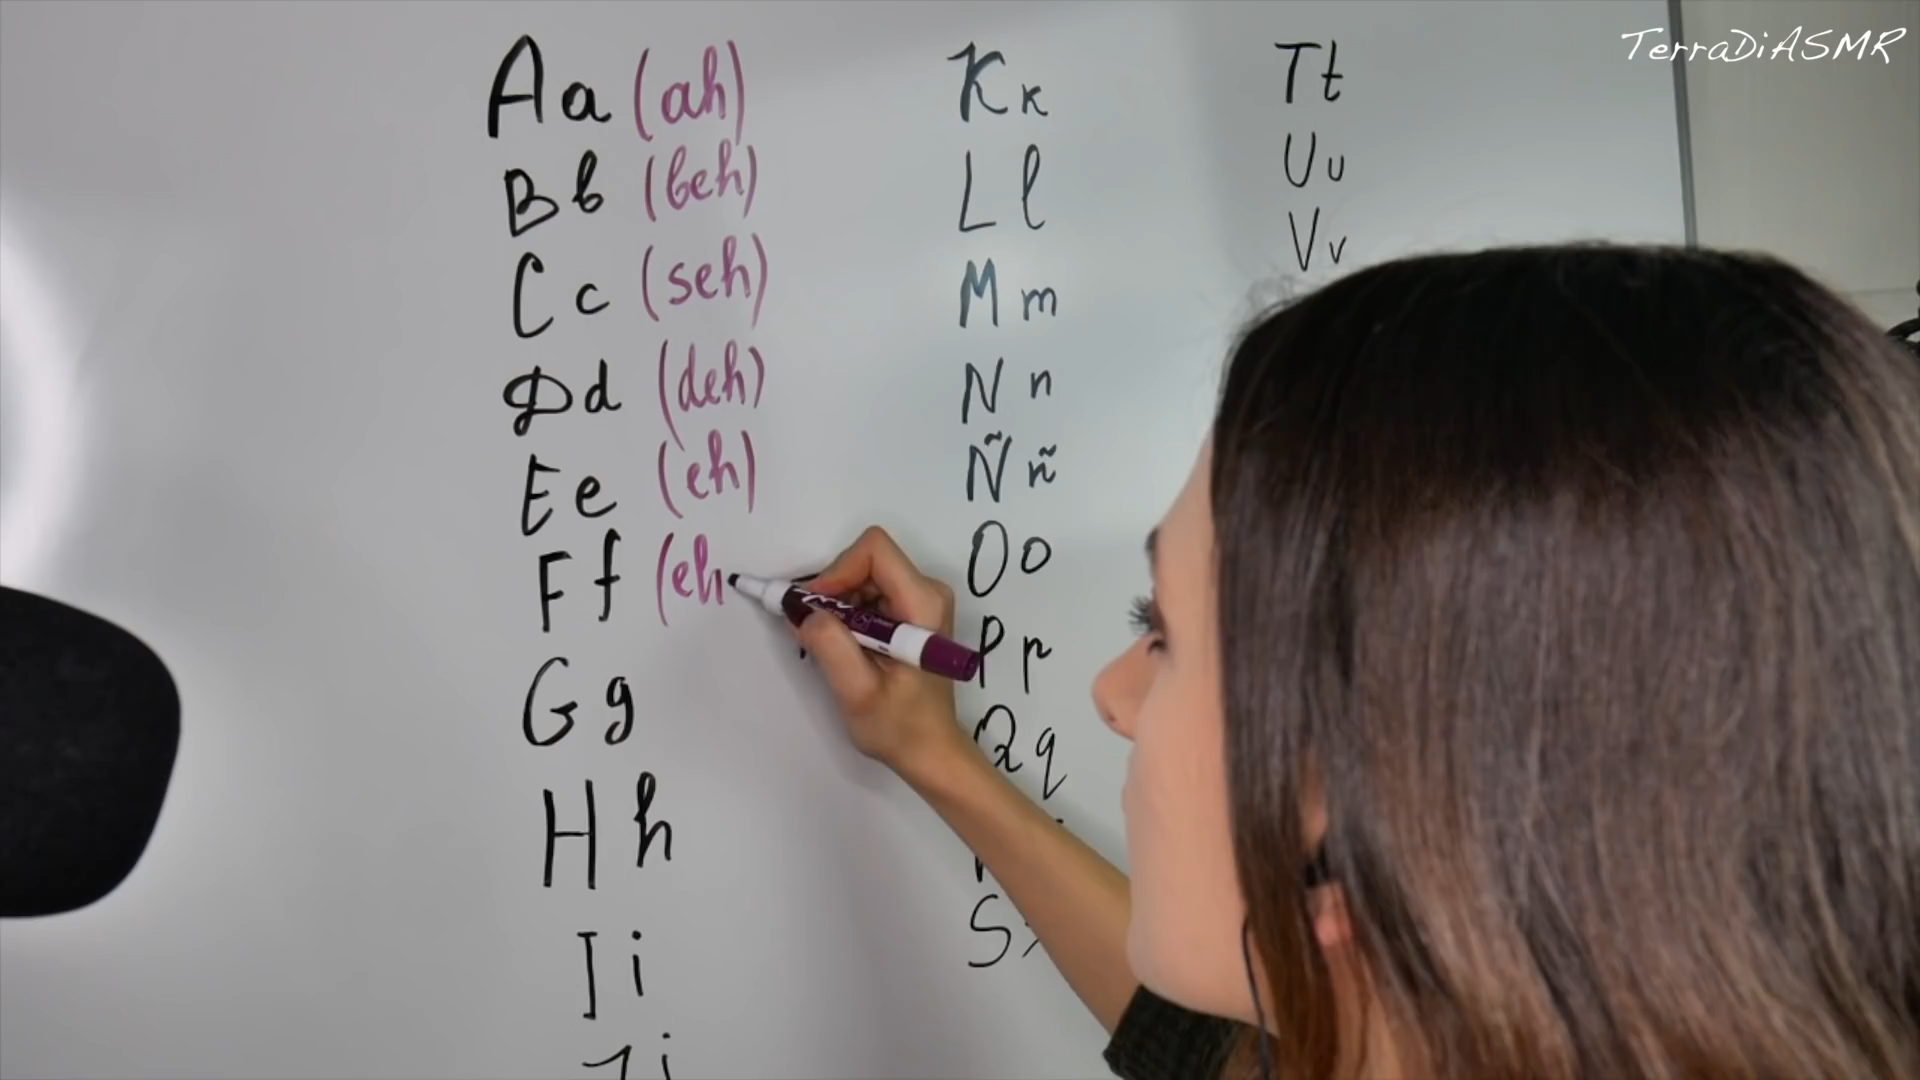 Aa (ah)
Bb (beh)
Cc (seh)
Dd (deh)
Ee (eh)
Ff (eh
Gg
Hh
Ii
Jj
Kk
Ll
Mm
Nn
Ññ
Oo
Pp
Qq
S
Tt
Uu
Vv
TerraDiASMR